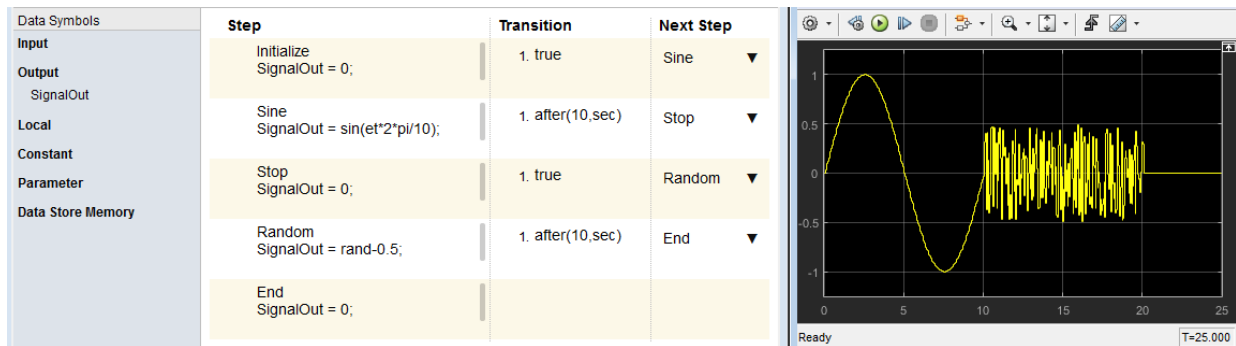 Data Symbols
Input
Output
SignalOut
Local
Constant
Parameter
Data Store Memory
Step Transition Next Step
Initialize
SignalOut = 0;
1. true
Sine ▼
Sine
SignalOut = sin(et*2*pi/10);
1. after(10,sec)
Stop ▼
Stop
SignalOut = 0;
1. true
Random ▼
Random
SignalOut = rand-0.5;
1. after(10,sec)
End ▼
End
SignalOut = 0;
1
0.5
0
-0.5
-1
0 5 10 15 20 25
Ready T=25.000